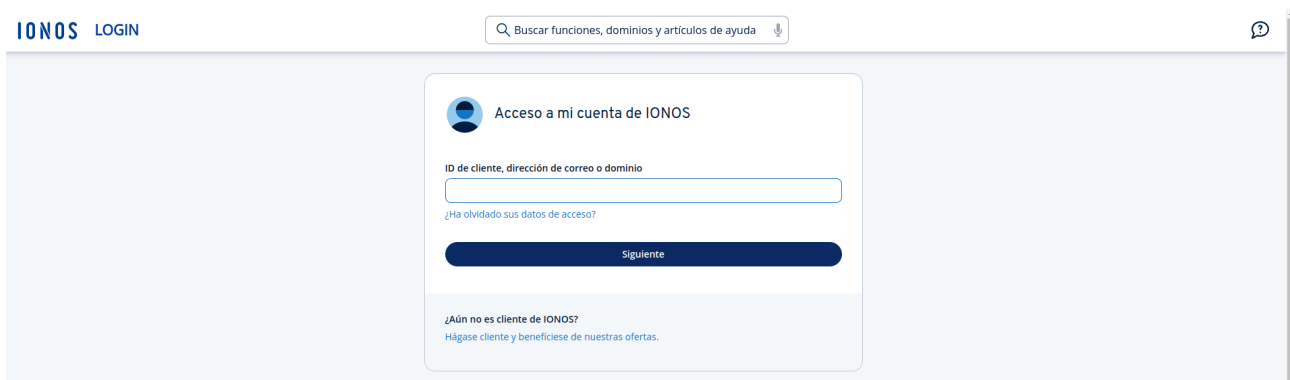 IONOS LOGIN
Buscar funciones, dominios y artículos de ayuda
Acceso a mi cuenta de IONOS
ID de cliente, dirección de correo o dominio
¿Ha olvidado sus datos de acceso?
Siguiente
¿Aún no es cliente de IONOS?
Hágase cliente y benefíciese de nuestras ofertas.